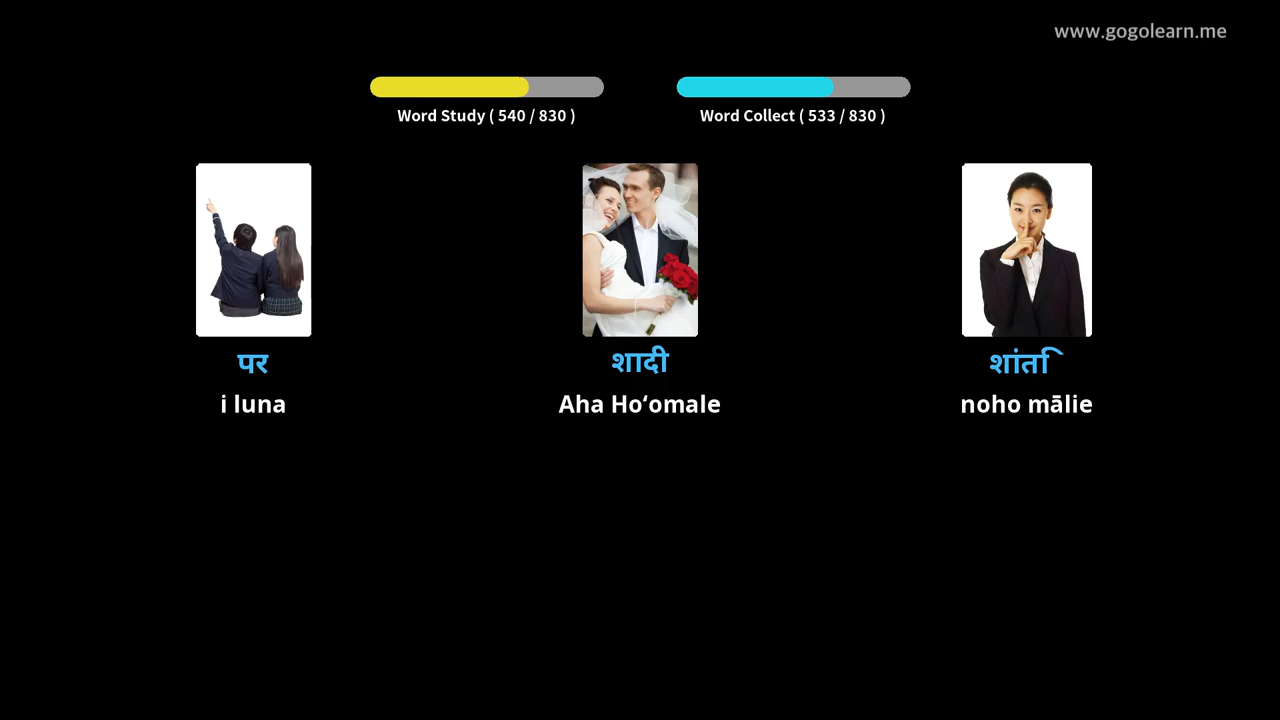 www.gogolearn.me
Word Study ( 540 / 830 )
Word Collect ( 533 / 830 )
पर
शादी
शांति
i luna
Aha Hoʻomale
noho mālie